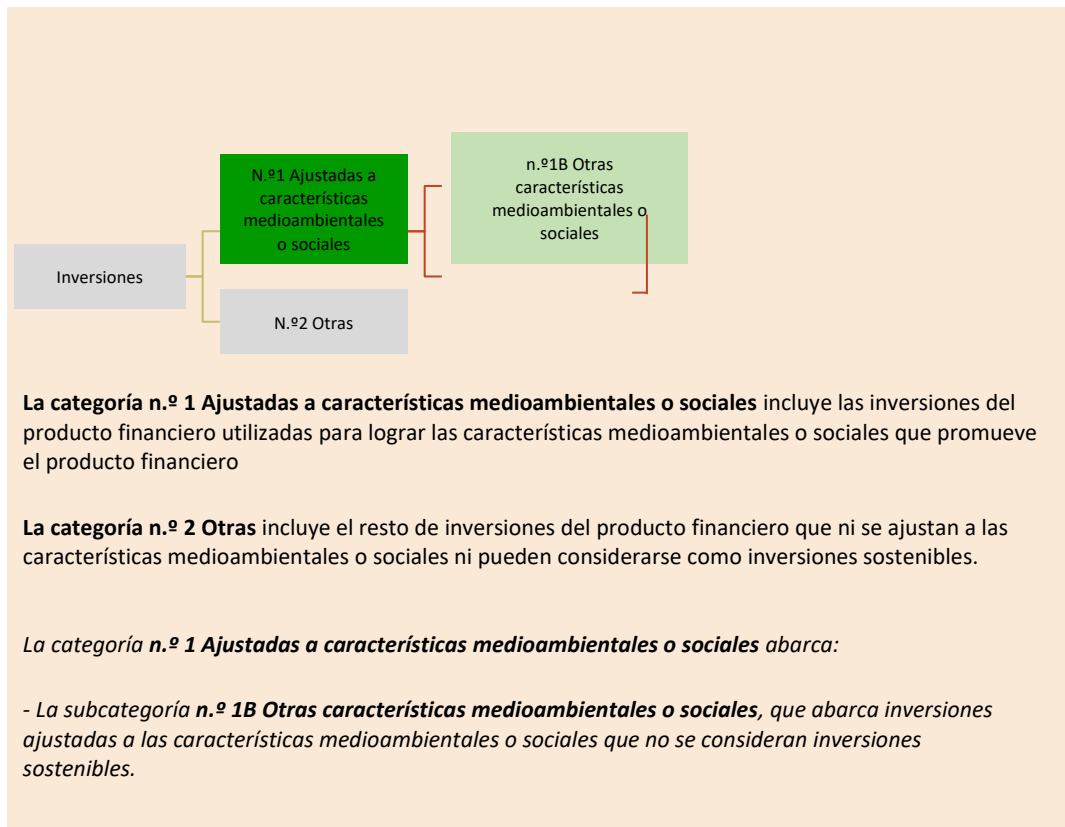 N.º1 Ajustadas a
características
medioambientales
o sociales
n.º1B Otras
características
medioambientales o
sociales
Inversiones
N.º2 Otras
La categoría n.º 1 Ajustadas a características medioambientales o sociales incluye las inversiones del
producto financiero utilizadas para lograr las características medioambientales o sociales que promueve
el producto financiero
La categoría n.º 2 Otras incluye el resto de inversiones del producto financiero que ni se ajustan a las
características medioambientales o sociales ni pueden considerarse como inversiones sostenibles.
La categoría n.º 1 Ajustadas a características medioambientales o sociales abarca:
- La subcategoría n.º 1B Otras características medioambientales o sociales, que abarca inversiones
ajustadas a las características medioambientales o sociales que no se consideran inversiones
sostenibles.